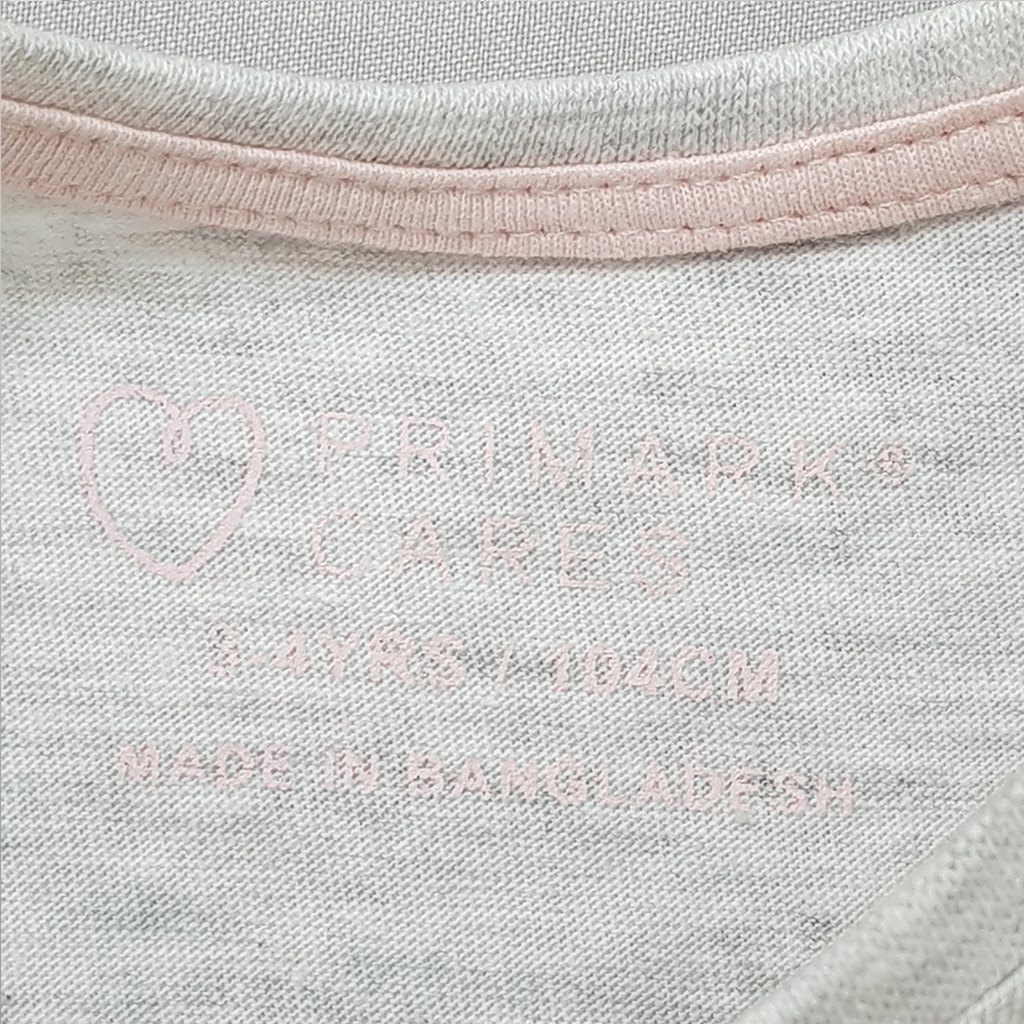 PRIMARK®
CARES
3-4YRS / 104CM
MADE IN BANGLADESH